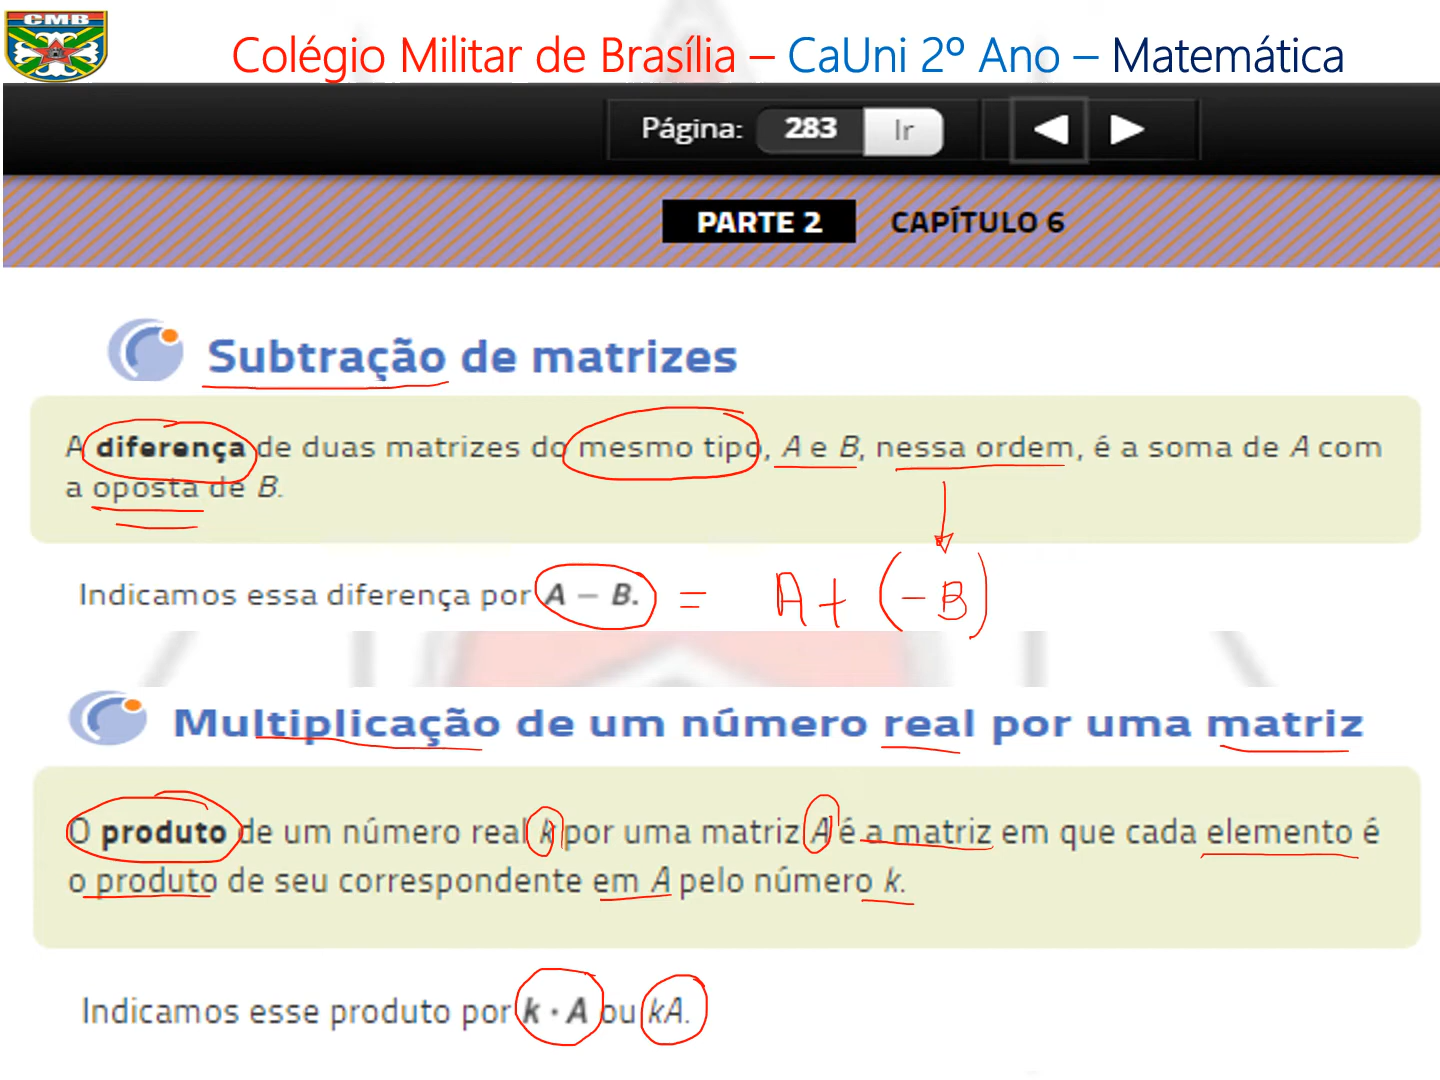 CMB
Colégio Militar de Brasília – CaUni 2º Ano – Matemática
Página: 283 Ir
PARTE 2 CAPÍTULO 6
Subtração de matrizes
A diferença de duas matrizes do mesmo tipo, A e B, nessa ordem, é a soma de A com
a oposta de B.
Indicamos essa diferença por A – B. = A + (– B)
Multiplicação de um número real por uma matriz
O produto de um número real k por uma matriz A é a matriz em que cada elemento é
o produto de seu correspondente em A pelo número k.
Indicamos esse produto por k · A ou kA.